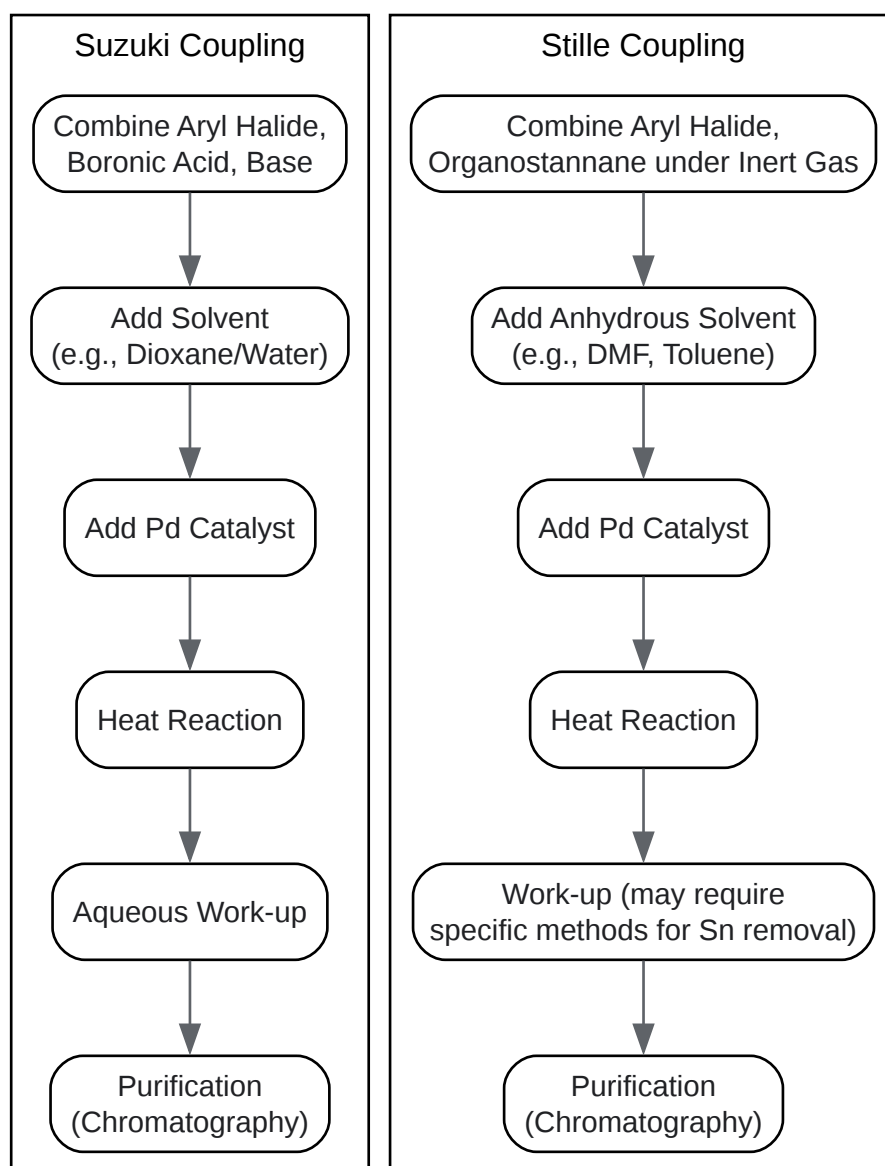 Suzuki Coupling
Combine Aryl Halide,
Boronic Acid, Base
Add Solvent
(e.g., Dioxane/Water)
Add Pd Catalyst
Heat Reaction
Aqueous Work-up
Purification
(Chromatography)
Stille Coupling
Combine Aryl Halide,
Organostannane under Inert Gas
Add Anhydrous Solvent
(e.g., DMF, Toluene)
Add Pd Catalyst
Heat Reaction
Work-up (may require
specific methods for Sn removal)
Purification
(Chromatography)